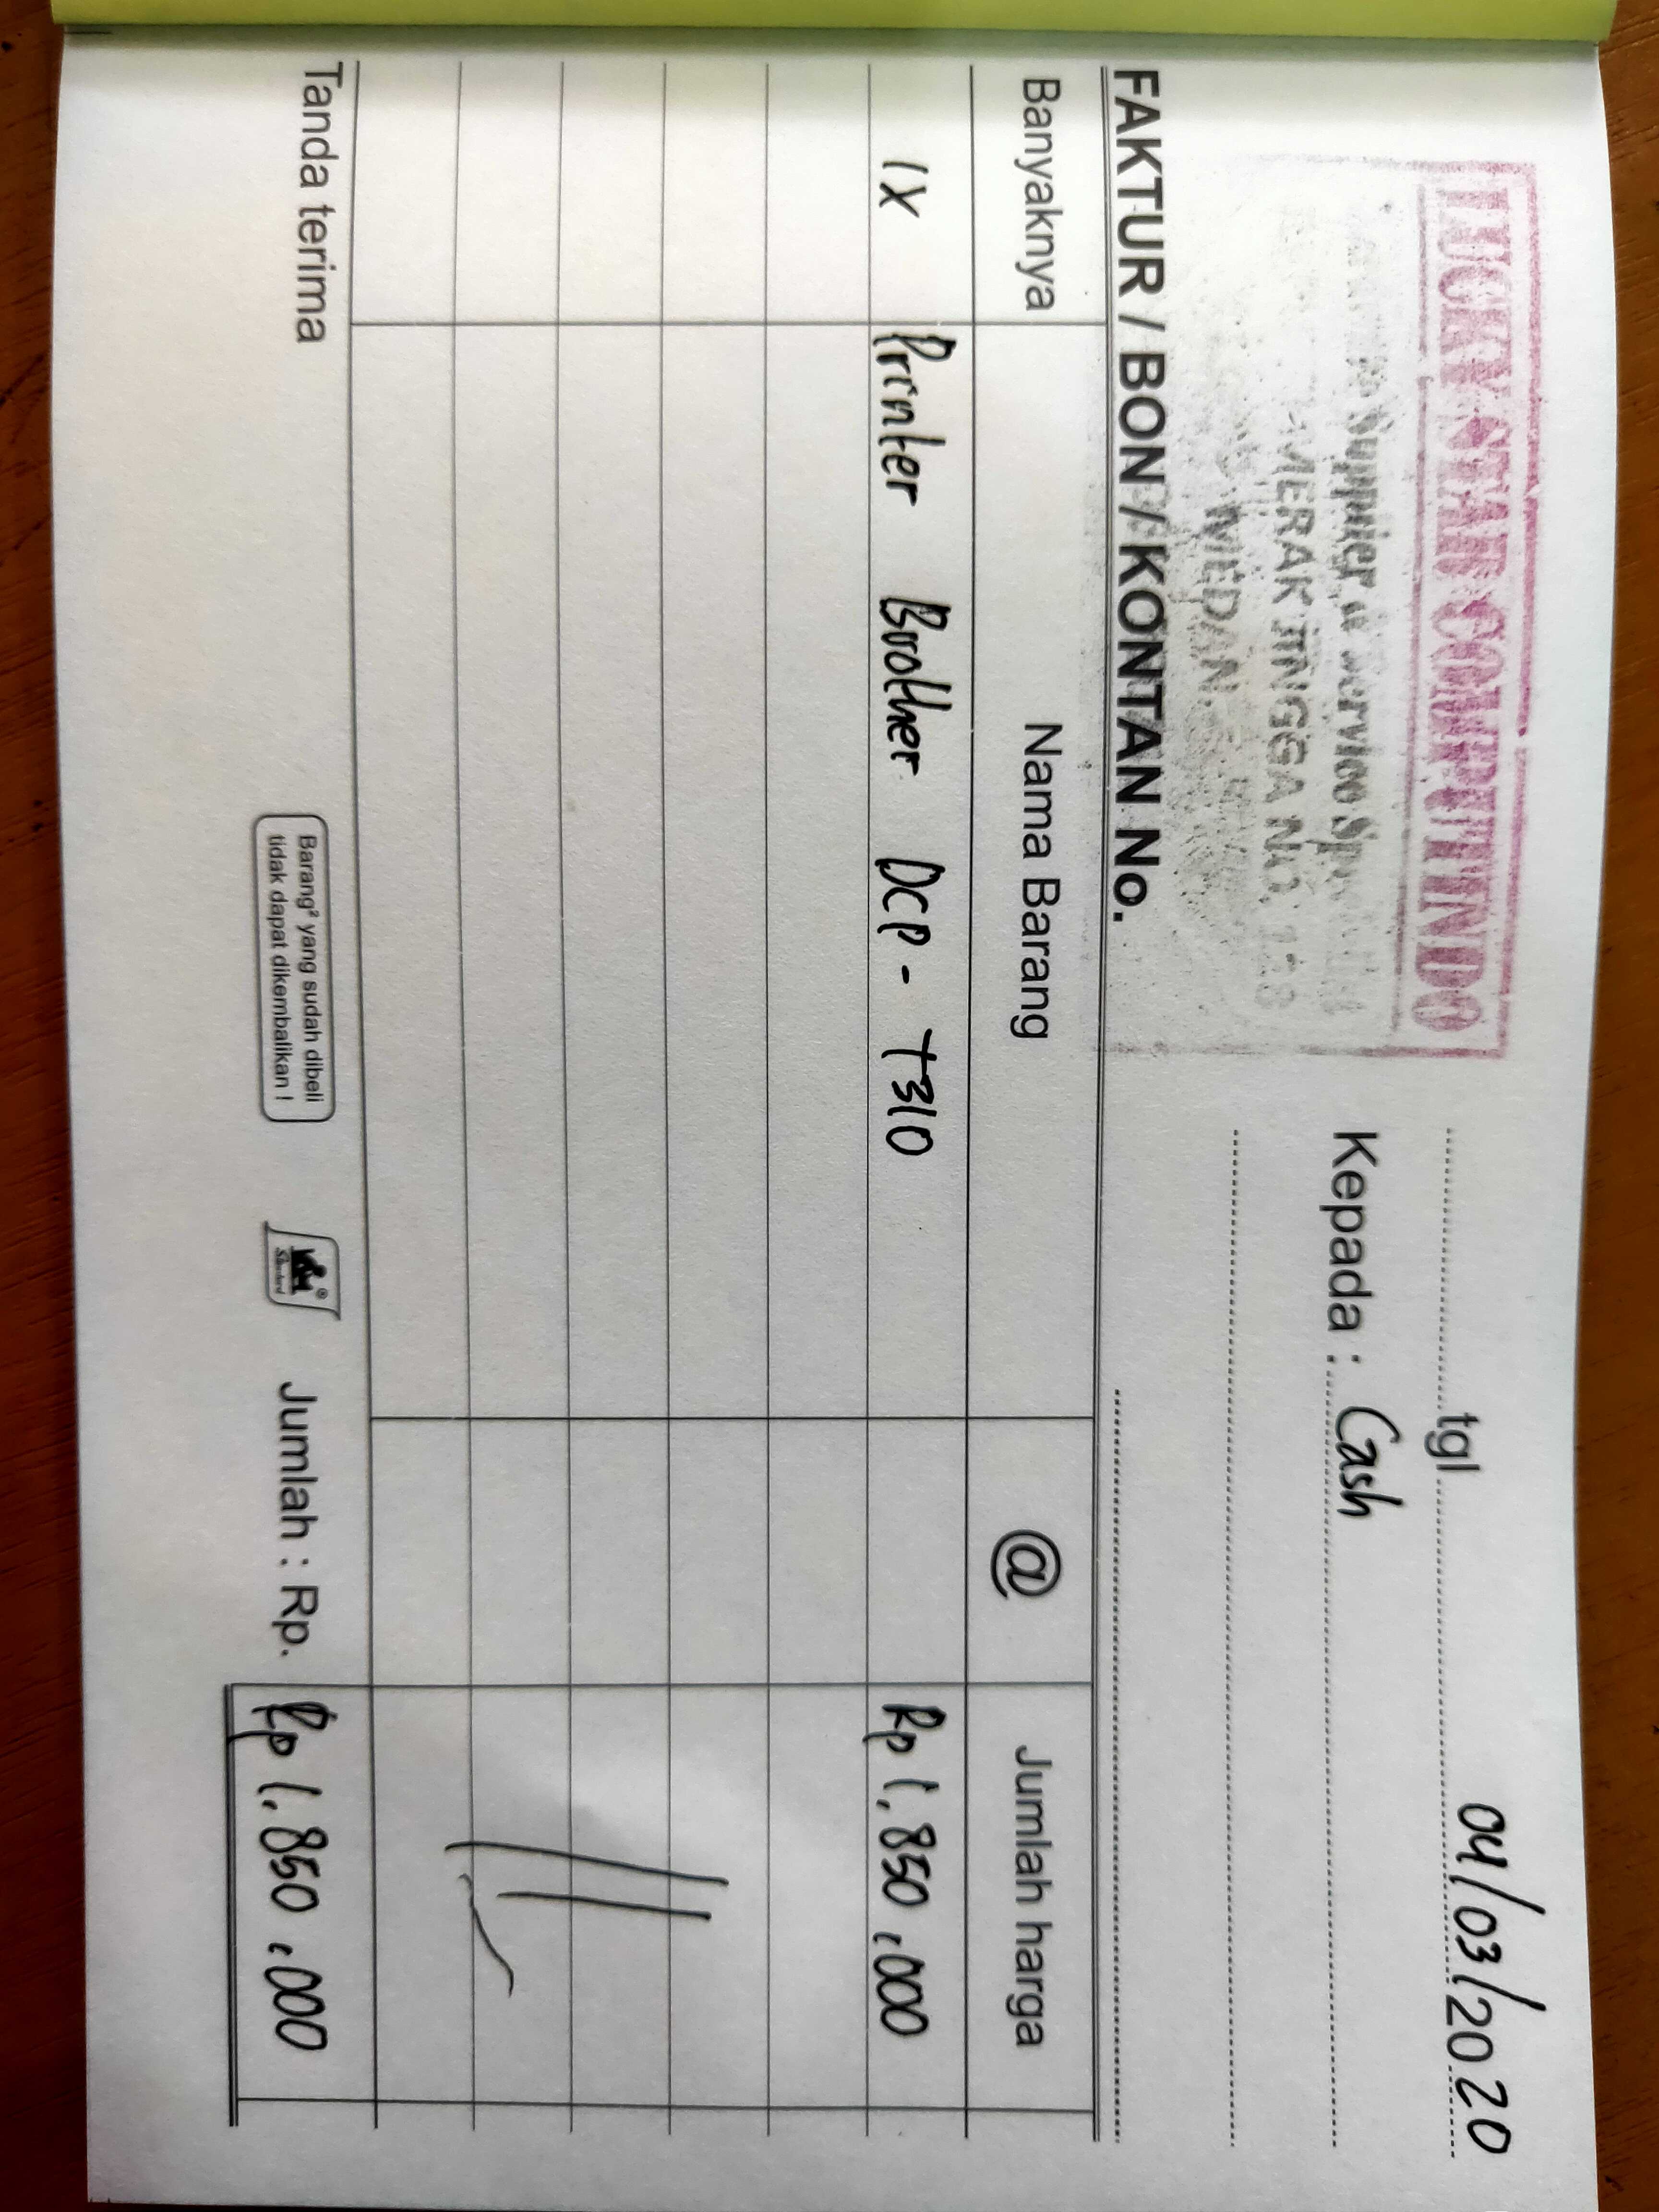 LUCKY STAR COMPUTINDO
Supplier & Service
MERAK JINGGA NO. 123
MEDAN
tgl 04/03/2020
Kepada : Cash
FAKTUR / BON / KONTAN No.
Banyaknya Nama Barang @ Jumlah harga
1X Printer Brother DCP - T310 Rp 1.850.000
Tanda terima
Barang² yang sudah dibeli
tidak dapat dikembalikan !
Jumlah : Rp. Rp 1.850.000